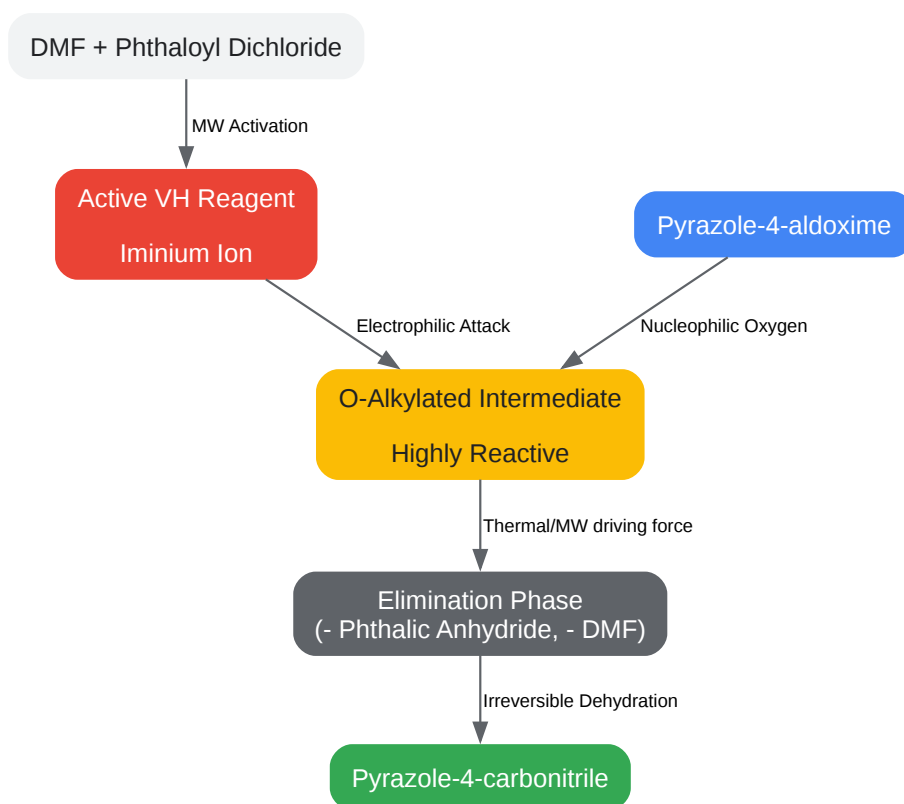 DMF + Phthaloyl Dichloride
MW Activation
Active VH Reagent
Iminium Ion
Pyrazole-4-aldoxime
Electrophilic Attack
Nucleophilic Oxygen
O-Alkylated Intermediate
Highly Reactive
Thermal/MW driving force
Elimination Phase
(- Phthalic Anhydride, - DMF)
Irreversible Dehydration
Pyrazole-4-carbonitrile